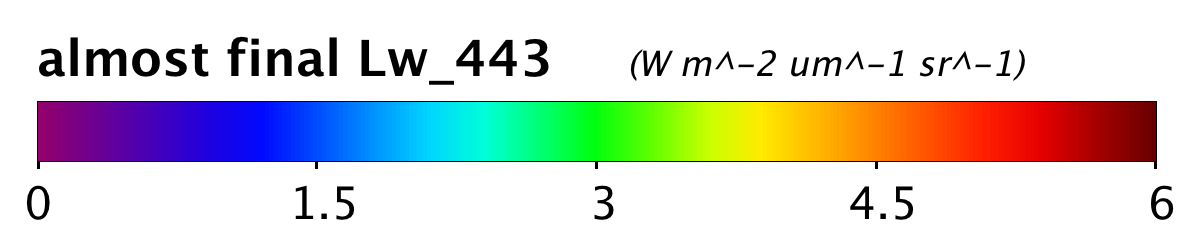 almost final Lw_443 (W m^-2 um^-1 sr^-1)
0 1.5 3 4.5 6